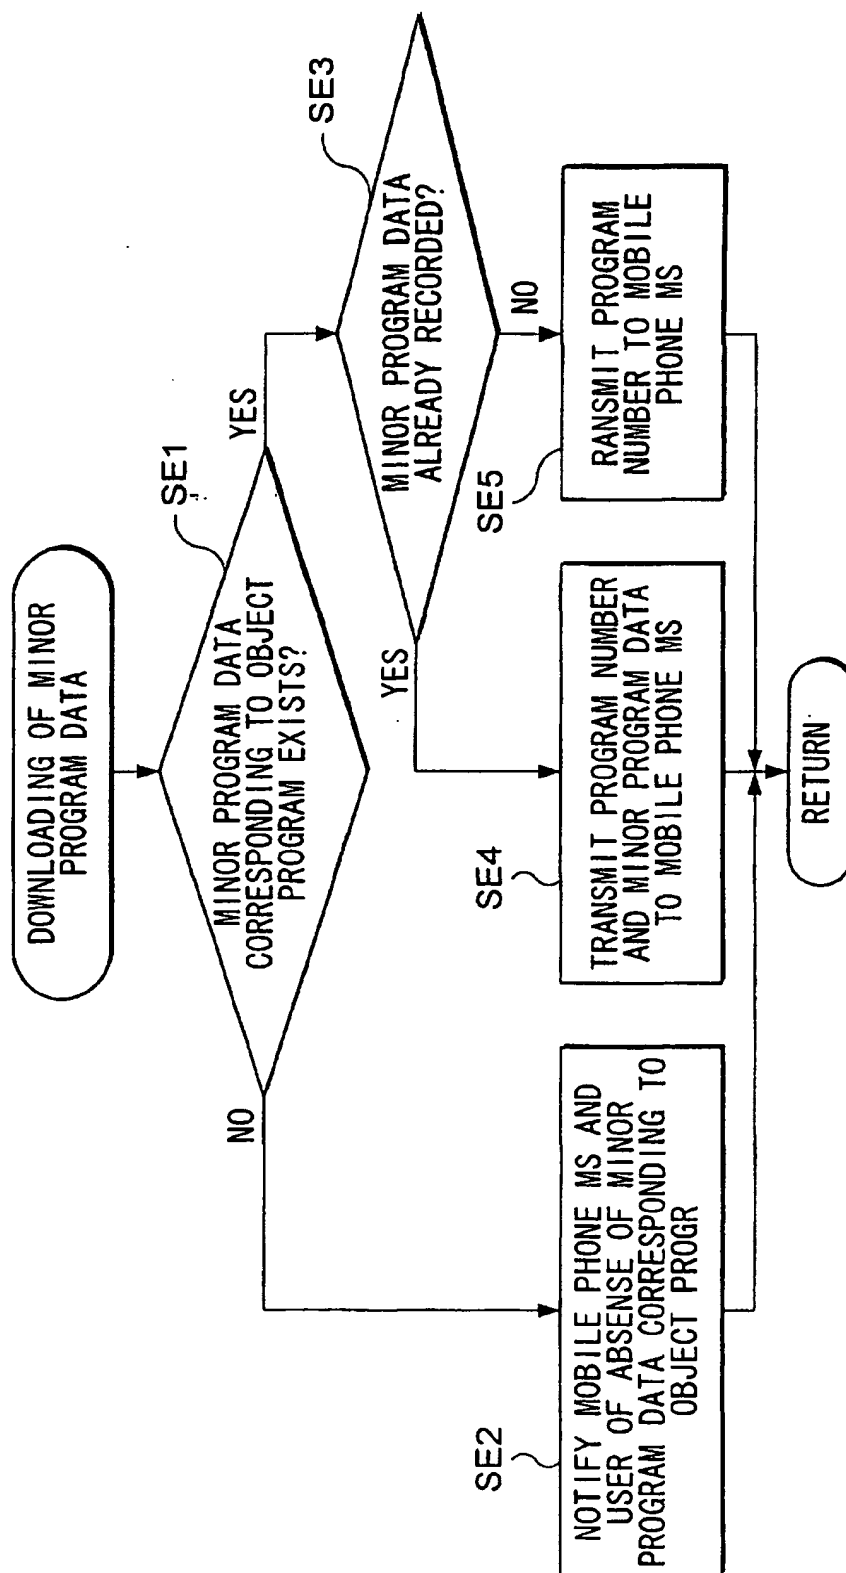 DOWNLOADING OF MINOR
PROGRAM DATA
SE1
MINOR PROGRAM DATA
CORRESPONDING TO OBJECT
PROGRAM EXISTS?
NO
YES
SE3
MINOR PROGRAM DATA
ALREADY RECORDED?
YES
NO
SE2
NOTIFY MOBILE PHONE MS AND
USER OF ABSENSE OF MINOR
PROGRAM DATA CORRESPONDING TO
OBJECT PROGR
SE4
TRANSMIT PROGRAM NUMBER
AND MINOR PROGRAM DATA
TO MOBILE PHONE MS
SE5
RANSMIT PROGRAM
NUMBER TO MOBILE
PHONE MS
RETURN